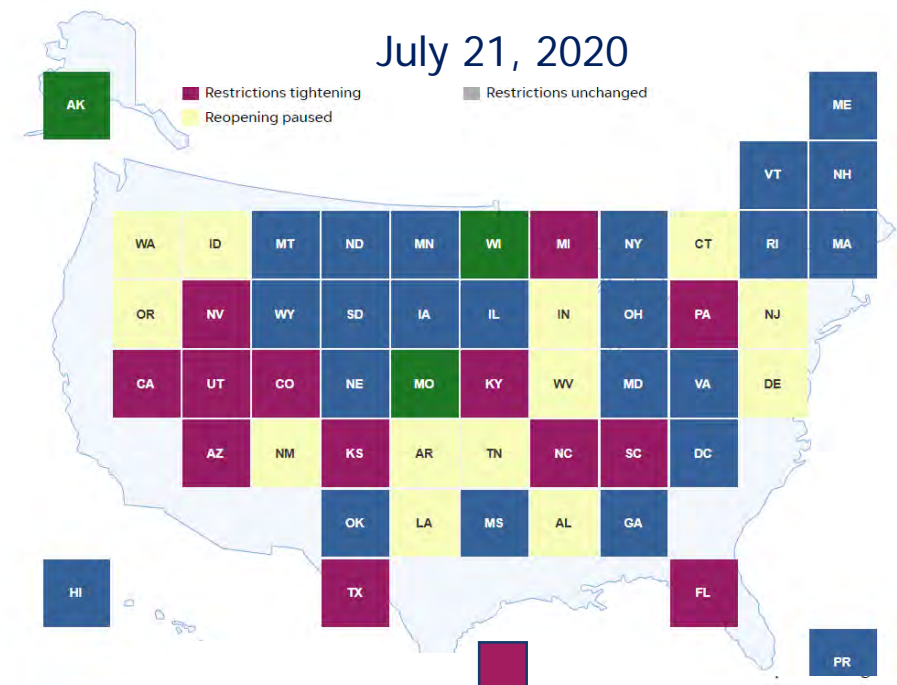 July 21, 2020
Restrictions tightening
Restrictions unchanged
Reopening paused
AK
ME
VT
NH
WA
ID
MT
ND
MN
WI
MI
NY
CT
RI
MA
OR
NV
WY
SD
IA
IL
IN
OH
PA
NJ
CA
UT
CO
NE
MO
KY
WV
MD
VA
DE
AZ
NM
KS
AR
TN
NC
SC
DC
OK
LA
MS
AL
GA
HI
TX
FL
PR